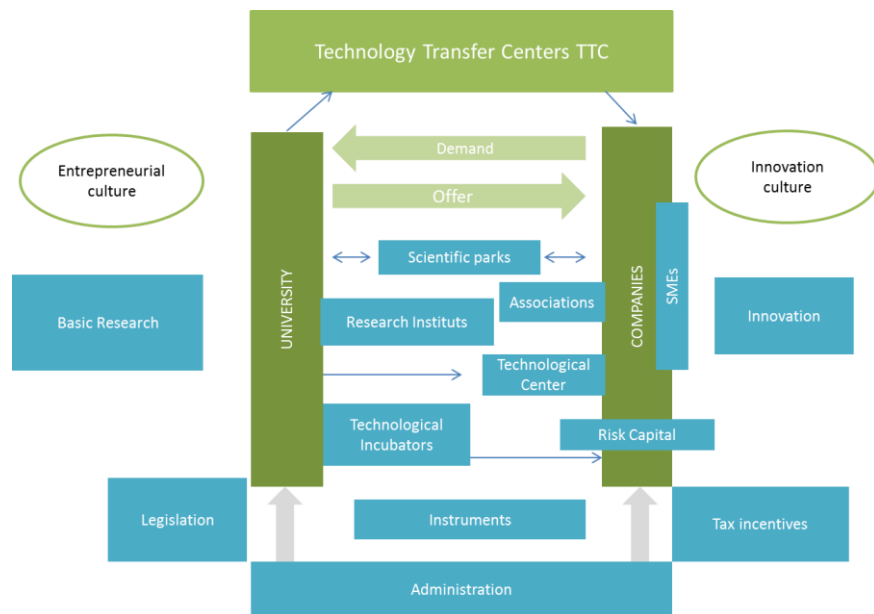 Technology Transfer Centers TTC
Demand
Entrepreneurial
culture
Innovation
culture
Offer
UNIVERSITY
COMPANIES
SMEs
Scientific parks
Associations
Basic Research
Research Instituts
Innovation
Technological
Center
Technological
Incubators
Risk Capital
Legislation
Instruments
Tax incentives
Administration